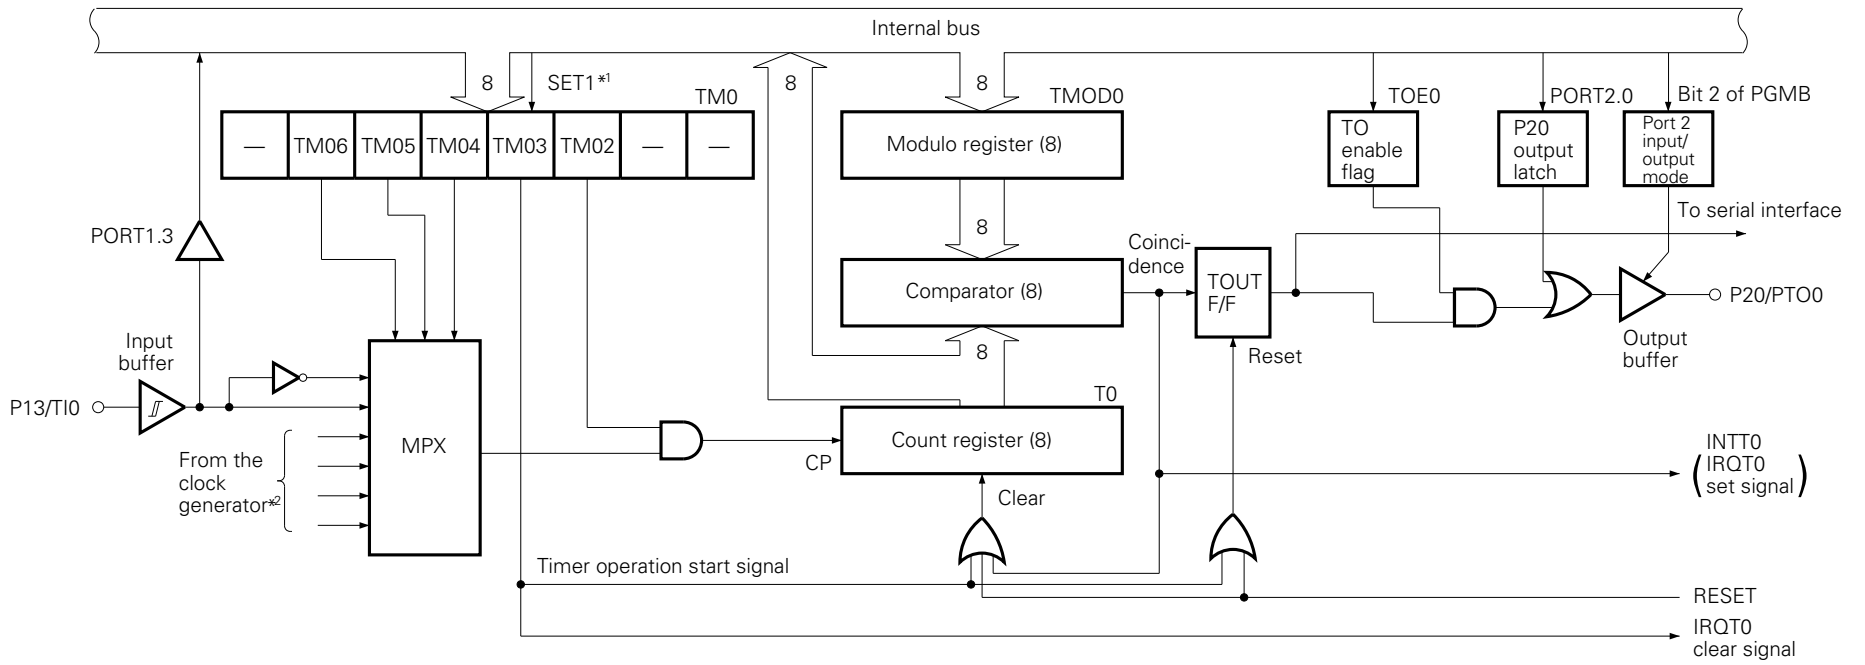 Internal bus
8
SET1*1
TM0
8
8
TMOD0
TOE0
PORT2.0
Bit 2 of PGMB
—
TM06
TM05
TM04
TM03
TM02
—
—
Modulo register (8)
TO
enable
flag
P20
output
latch
Port 2
input/
output
mode
PORT1.3
8
To serial interface
Coinci-
dence
Comparator (8)
TOUT
F/F
P20/PTO0
Input
buffer
8
Reset
Output
buffer
P13/TI0
T0
MPX
Count register (8)
CP
From the
clock
generator*2
Clear
INTT0
(IRQT0
set signal)
Timer operation start signal
RESET
IRQT0
clear signal